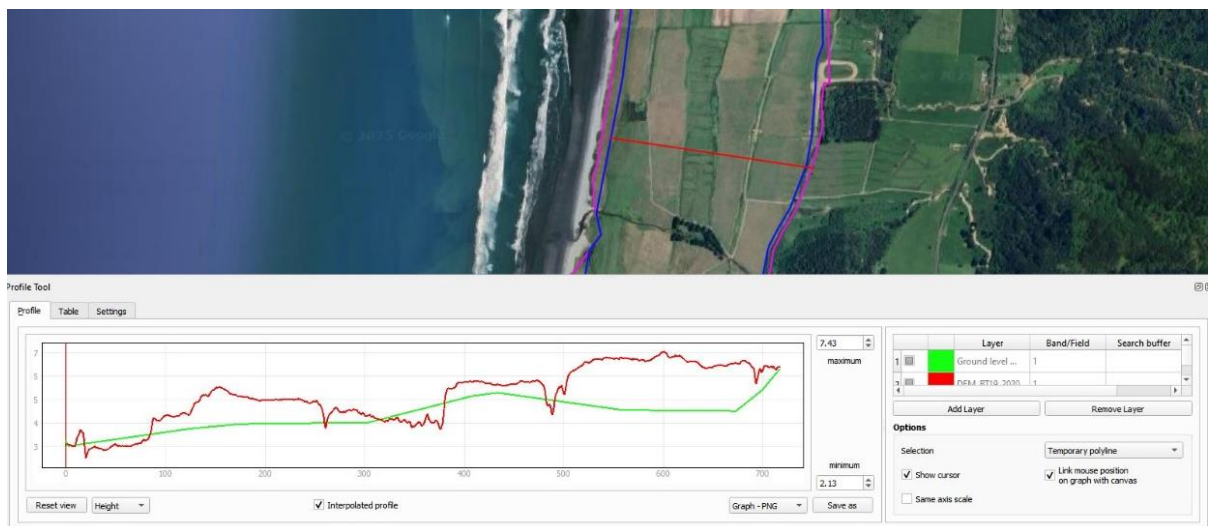 © 2025 Google
Profile Tool
Profile Table Settings
7
6
5
4
3
0 100 200 300 400 500 600 700
7.43
maximum
minimum
2.13
Layer Band/Field Search buffer
1 Ground level ... 1
2 DEM_BT19_2020 1
Add Layer Remove Layer
Options
Selection Temporary polyline
Show cursor
Link mouse position
on graph with canvas
Same axis scale
Reset view Height Interpolated profile Graph - PNG Save as